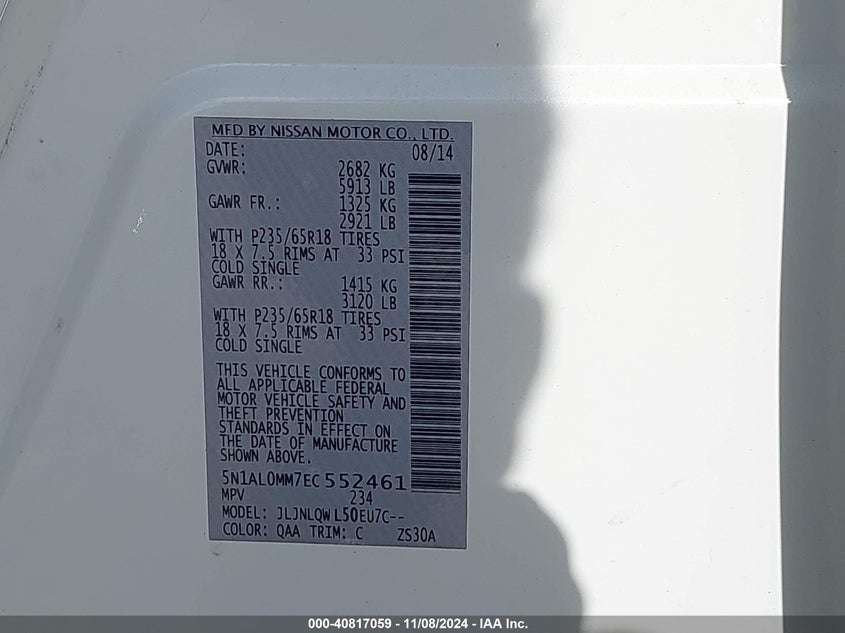 MFD BY NISSAN MOTOR CO., LTD.
DATE: 08/14
GVWR: 2682 KG
5913 LB
GAWR FR.: 1325 KG
2921 LB
WITH P235/65R18 TIRES
18 X 7.5 RIMS AT 33 PSI
COLD SINGLE
GAWR RR.: 1415 KG
3120 LB
WITH P235/65R18 TIRES
18 X 7.5 RIMS AT 33 PSI
COLD SINGLE
THIS VEHICLE CONFORMS TO
ALL APPLICABLE FEDERAL
MOTOR VEHICLE SAFETY AND
THEFT PREVENTION
STANDARDS IN EFFECT ON
THE DATE OF MANUFACTURE
SHOWN ABOVE.
5N1AL0MM7EC552461
MPV 234
MODEL: JLJNLQWL50EU7C--
COLOR: QAA TRIM: C ZS30A
000-40817059 - 11/08/2024 - IAA Inc.